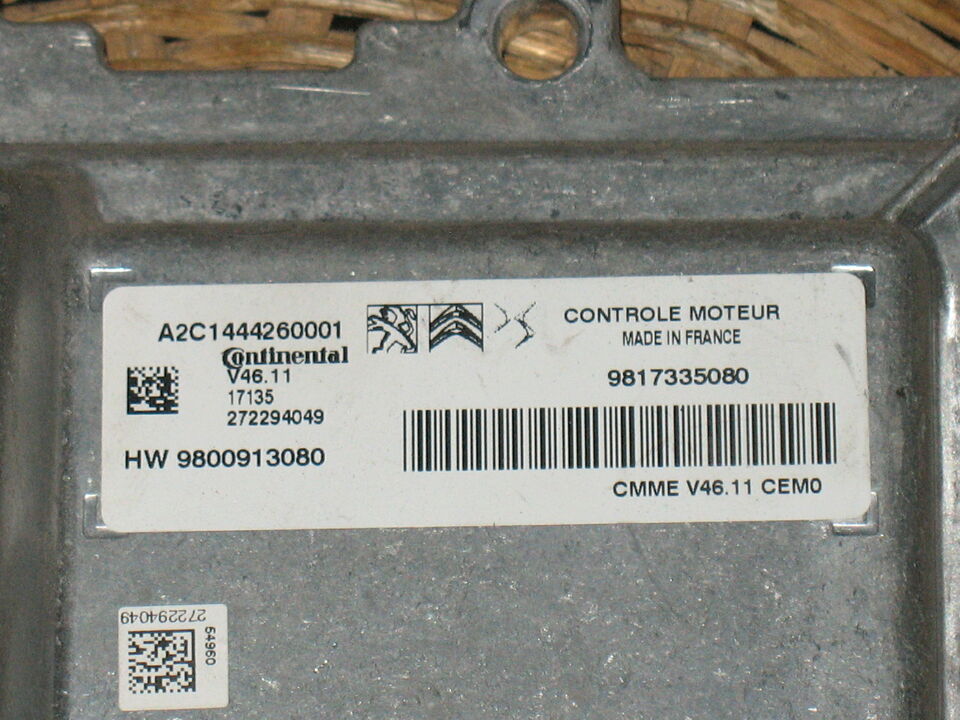 A2C1444260001
Continental
V46.11
17135
272294049
HW 9800913080
CONTROLE MOTEUR
MADE IN FRANCE
9817335080
CMME V46.11 CEM0
272294049
54960